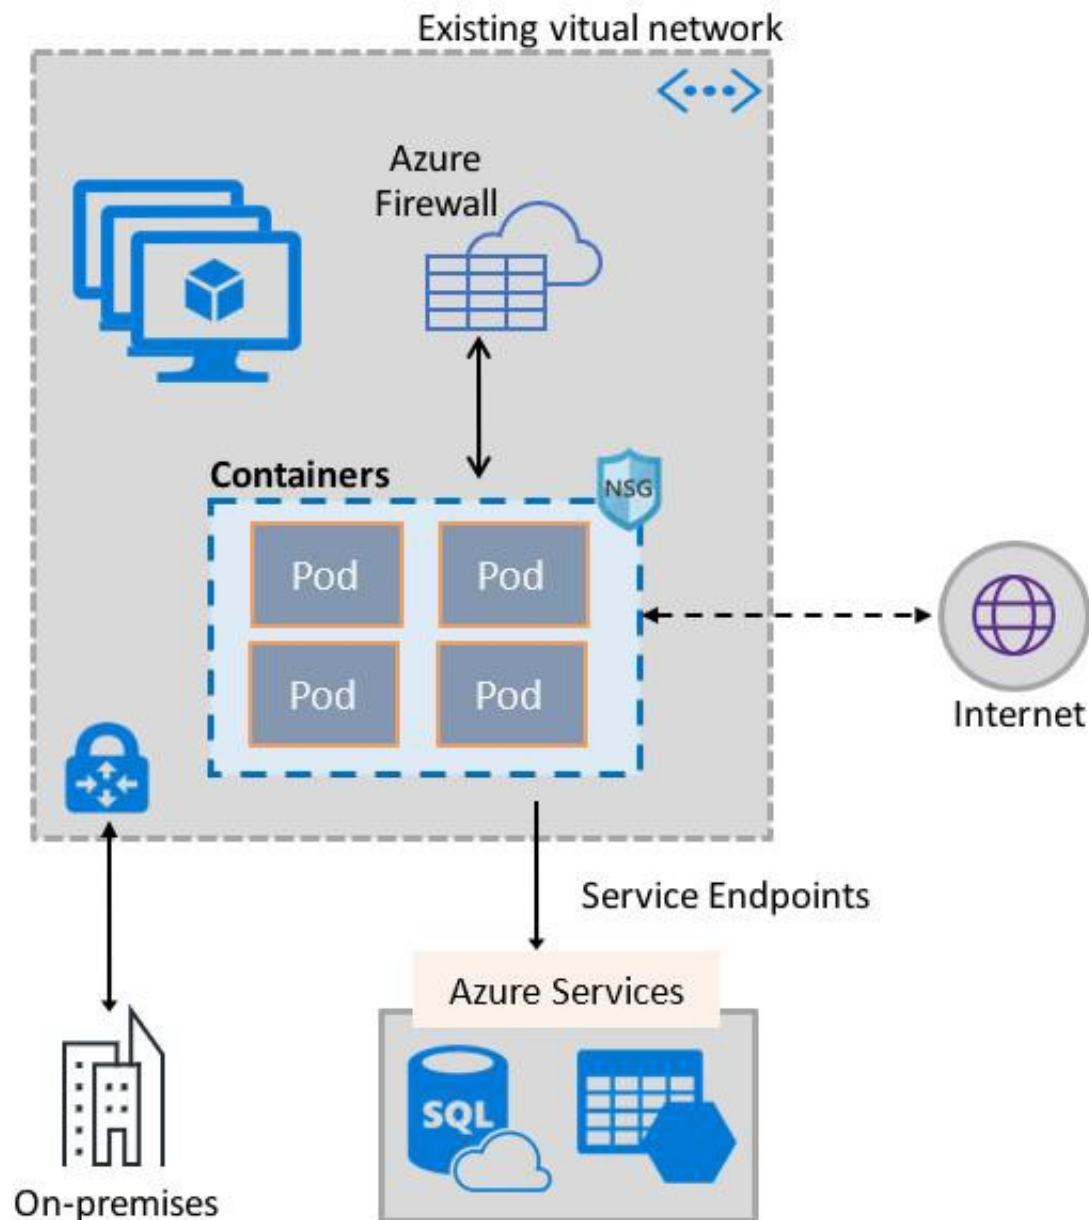 Existing vitual network
Azure
Firewall
Containers
NSG
Pod
Pod
Pod
Pod
Internet
Service Endpoints
Azure Services
SQL
On-premises